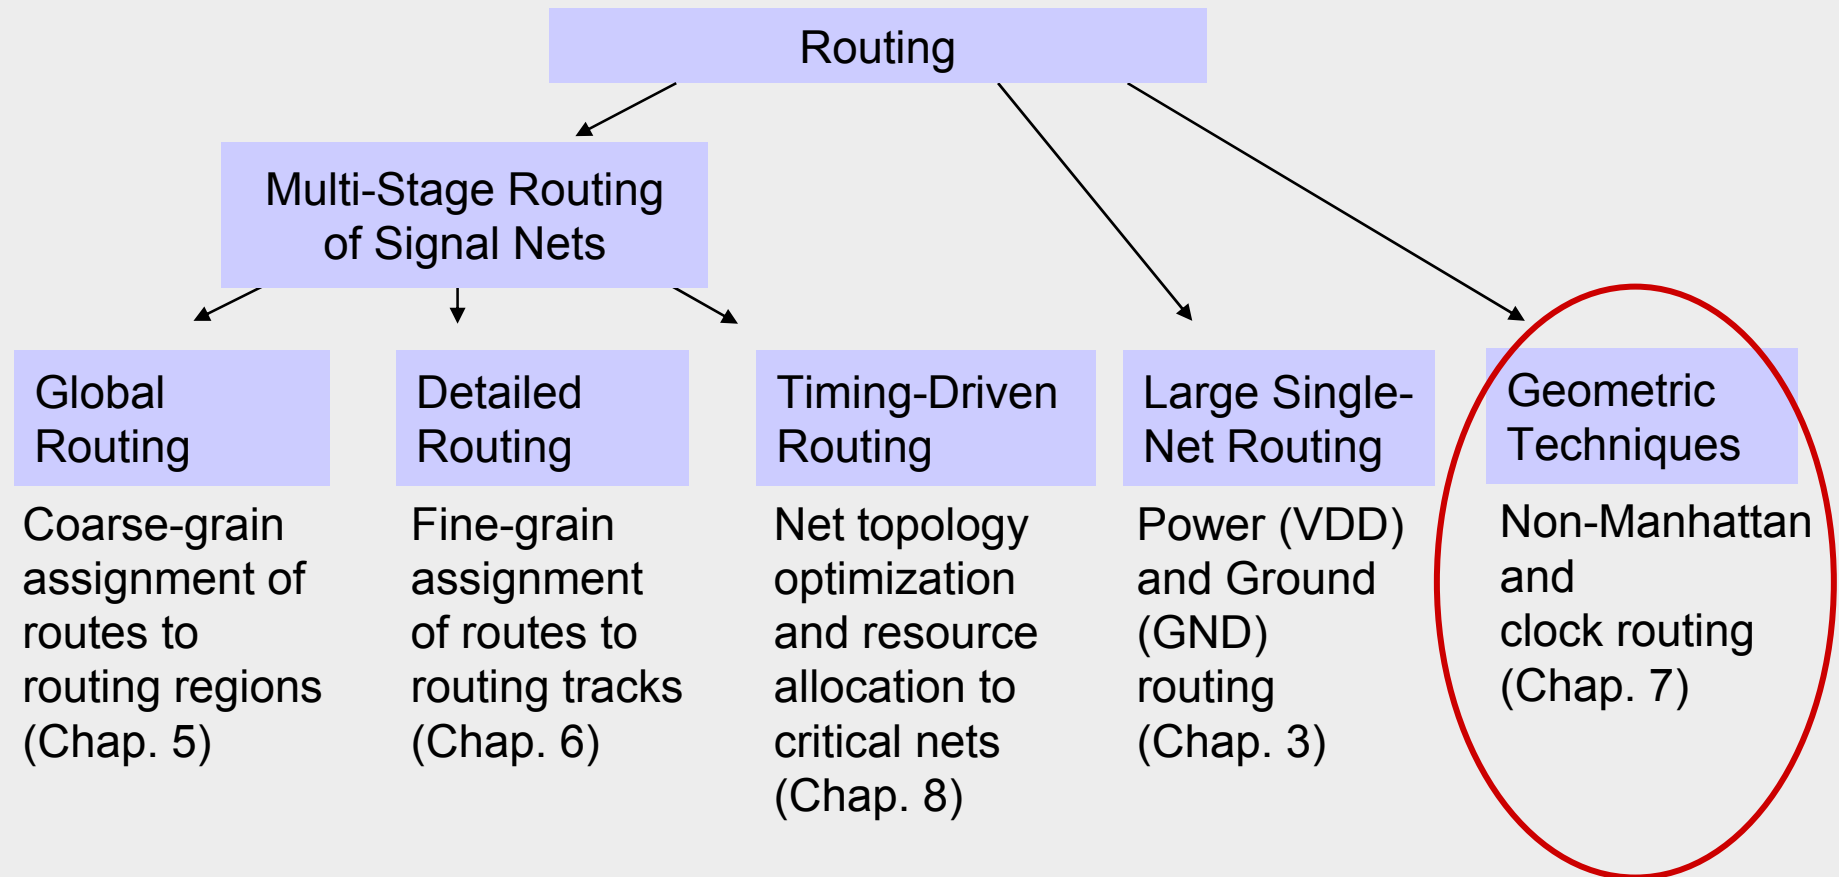 Routing
Multi-Stage Routing
of Signal Nets
Global
Routing
Coarse-grain
assignment of
routes to
routing regions
(Chap. 5)
Detailed
Routing
Fine-grain
assignment
of routes to
routing tracks
(Chap. 6)
Timing-Driven
Routing
Net topology
optimization
and resource
allocation to
critical nets
(Chap. 8)
Large Single-
Net Routing
Power (VDD)
and Ground
(GND)
routing
(Chap. 3)
Geometric
Techniques
Non-Manhattan
and
clock routing
(Chap. 7)